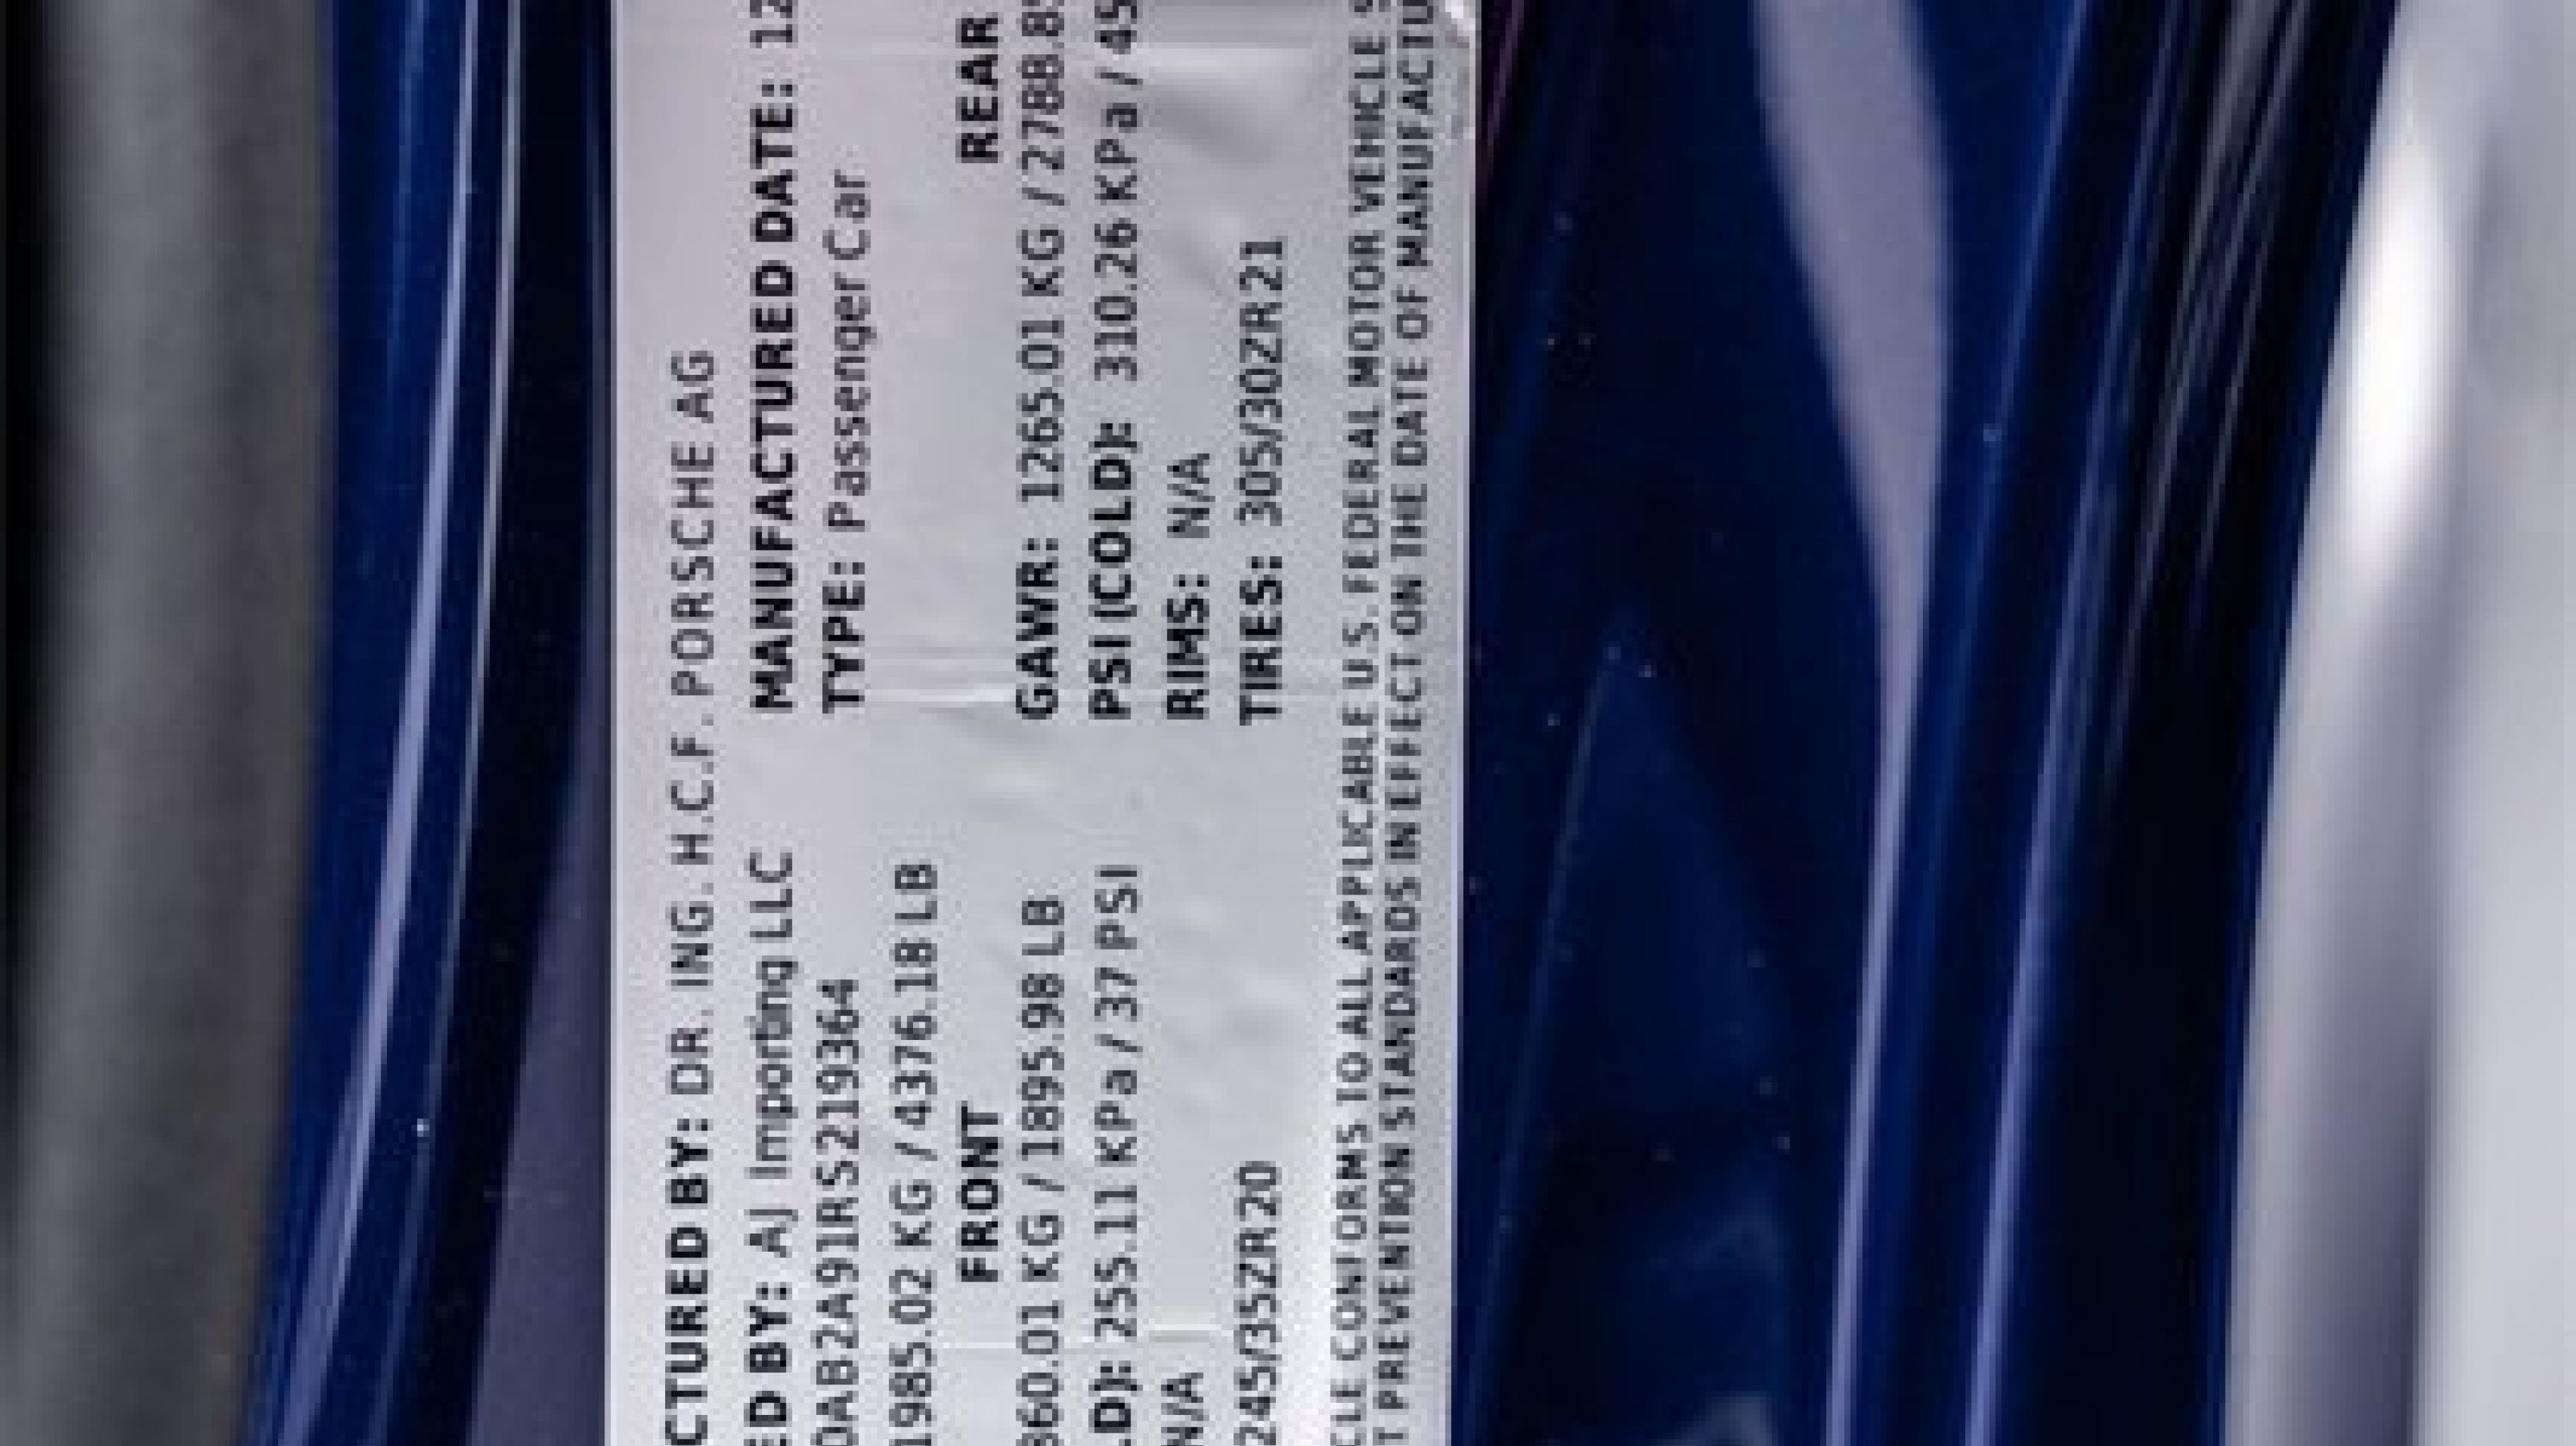 CTURED BY: DR. ING. H.C.F. PORSCHE AG
ED BY: AJ Importing LLC MANUFACTURED DATE: 12
DAB2A91RS219364 TYPE: Passenger Car
1985.02 KG / 4376.18 LB
FRONT REAR
860.01 KG / 1895.98 LB GAWR: 1265.01 KG / 2788.8
LD): 255.11 KPa / 37 PSI PSI (COLD): 310.26 KPa / 45
N/A RIMS: N/A
245/35ZR20 TIRES: 305/30ZR21
CLE CONFORMS TO ALL APPLICABLE U.S. FEDERAL MOTOR VEHICLE S
T PREVENTION STANDARDS IN EFFECT ON THE DATE OF MANUFACTU